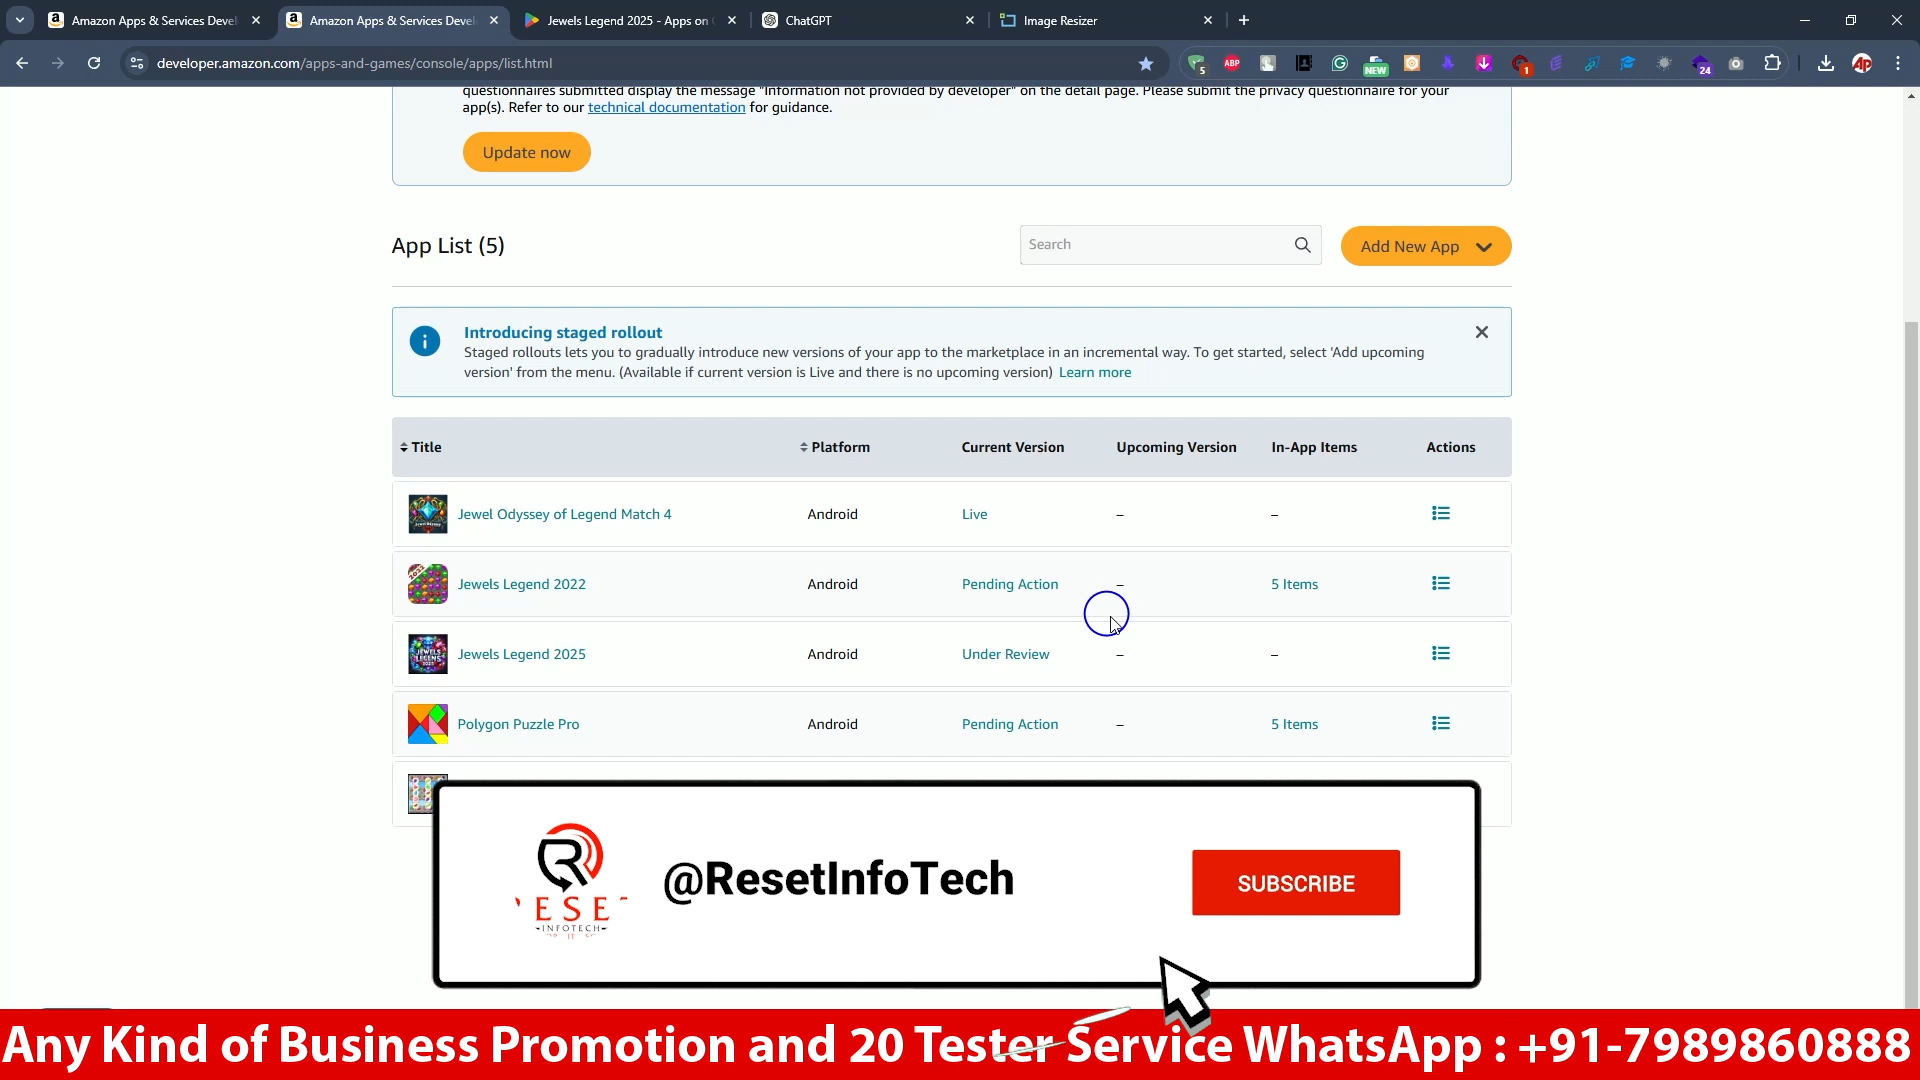 Amazon Apps & Services Devel
Amazon Apps & Services Devel
Jewels Legend 2025 - Apps on
ChatGPT
Image Resizer
developer.amazon.com/apps-and-games/console/apps/list.html
5
ABP
NEW
1
24
AP
questionnaires submitted display the message "Information not provided by developer" on the detail page. Please submit the privacy questionnaire for your
app(s). Refer to our technical documentation for guidance.
Update now
App List (5)
Search
Add New App
Introducing staged rollout
Staged rollouts lets you to gradually introduce new versions of your app to the marketplace in an incremental way. To get started, select 'Add upcoming
version' from the menu. (Available if current version is Live and there is no upcoming version) Learn more
Title Platform Current Version Upcoming Version In-App Items Actions
Jewel Odyssey of Legend Match 4 Android Live – –
Jewels Legend 2022 Android Pending Action – 5 Items
Jewels Legend 2025 Android Under Review – –
Polygon Puzzle Pro Android Pending Action – 5 Items
ESE
INFOTECH
@ResetInfoTech
SUBSCRIBE
Any Kind of Business Promotion and 20 Tester Service WhatsApp : +91-7989860888